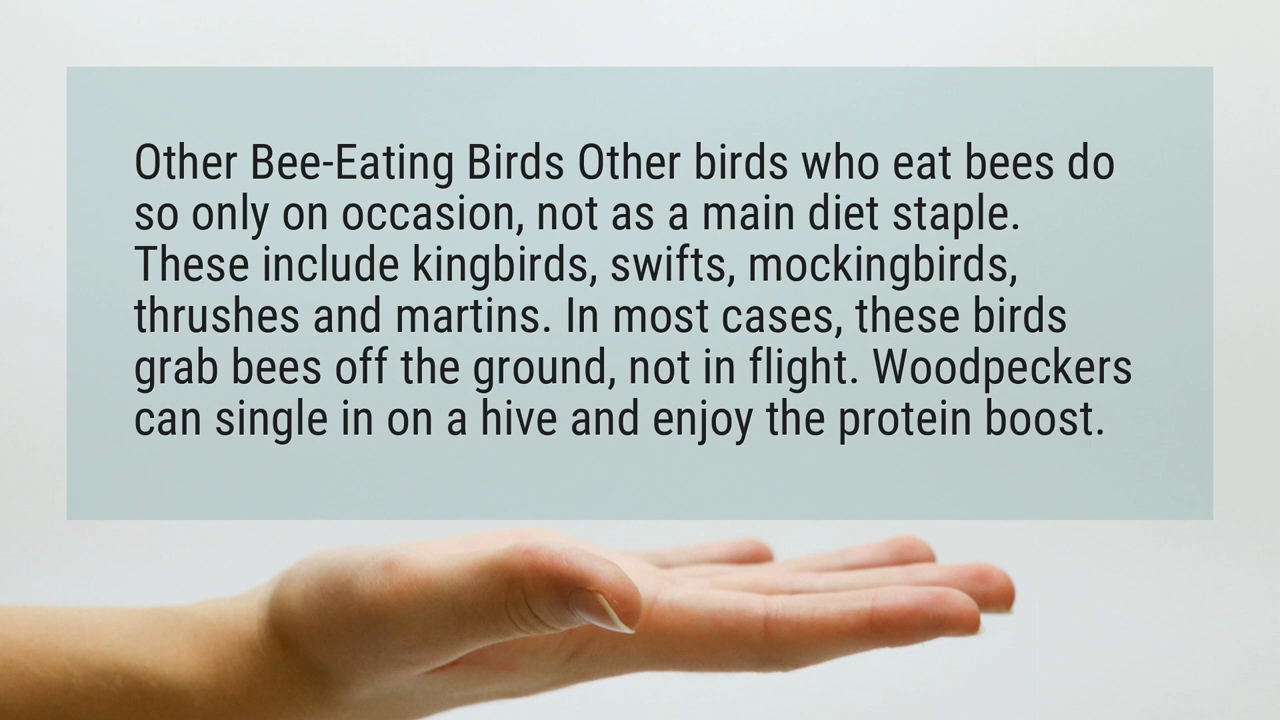 Other Bee-Eating Birds Other birds who eat bees do
so only on occasion, not as a main diet staple.
These include kingbirds, swifts, mockingbirds,
thrushes and martins. In most cases, these birds
grab bees off the ground, not in flight. Woodpeckers
can single in on a hive and enjoy the protein boost.